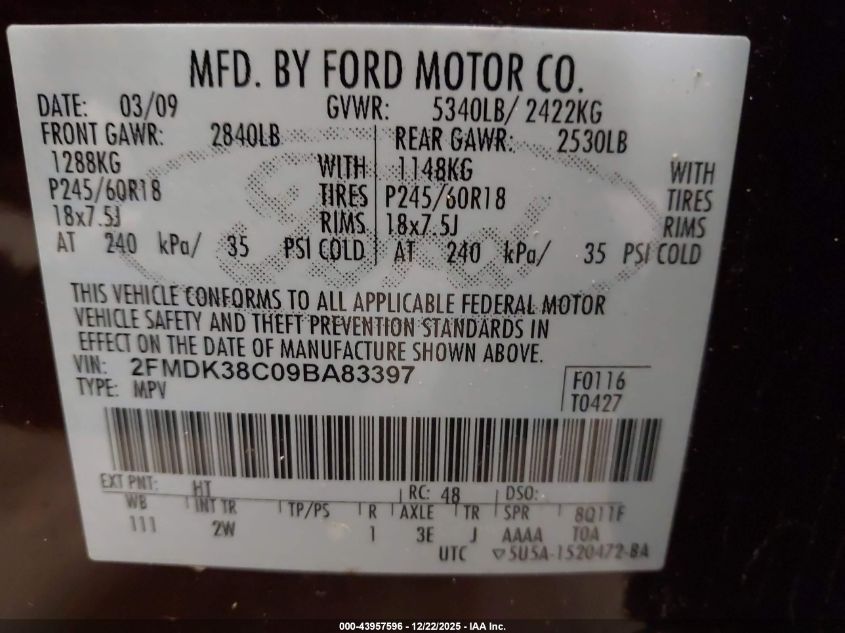 MFD. BY FORD MOTOR CO.
DATE: 03/09 GVWR: 5340LB/ 2422KG
FRONT GAWR: 2840LB REAR GAWR: 2530LB
1288KG WITH 1148KG WITH
P245/60R18 TIRES P245/60R18 TIRES
18x7.5J RIMS 18x7.5J RIMS
AT 240 kPa/ 35 PSI COLD AT 240 kPa/ 35 PSI COLD
THIS VEHICLE CONFORMS TO ALL APPLICABLE FEDERAL MOTOR
VEHICLE SAFETY AND THEFT PREVENTION STANDARDS IN
EFFECT ON THE DATE OF MANUFACTURE SHOWN ABOVE.
VIN: 2FMDK38C09BA83397 F0116
TYPE: MPV T0427
EXT PNT: HT RC: 48 DSO:
WB INT TR TP/PS R AXLE TR SPR 8Q11F
111 2W 1 3E J AAAA TOA
UTC ▽5U5A-1520472-BA
000-43957596 - 12/22/2025 - IAA Inc.